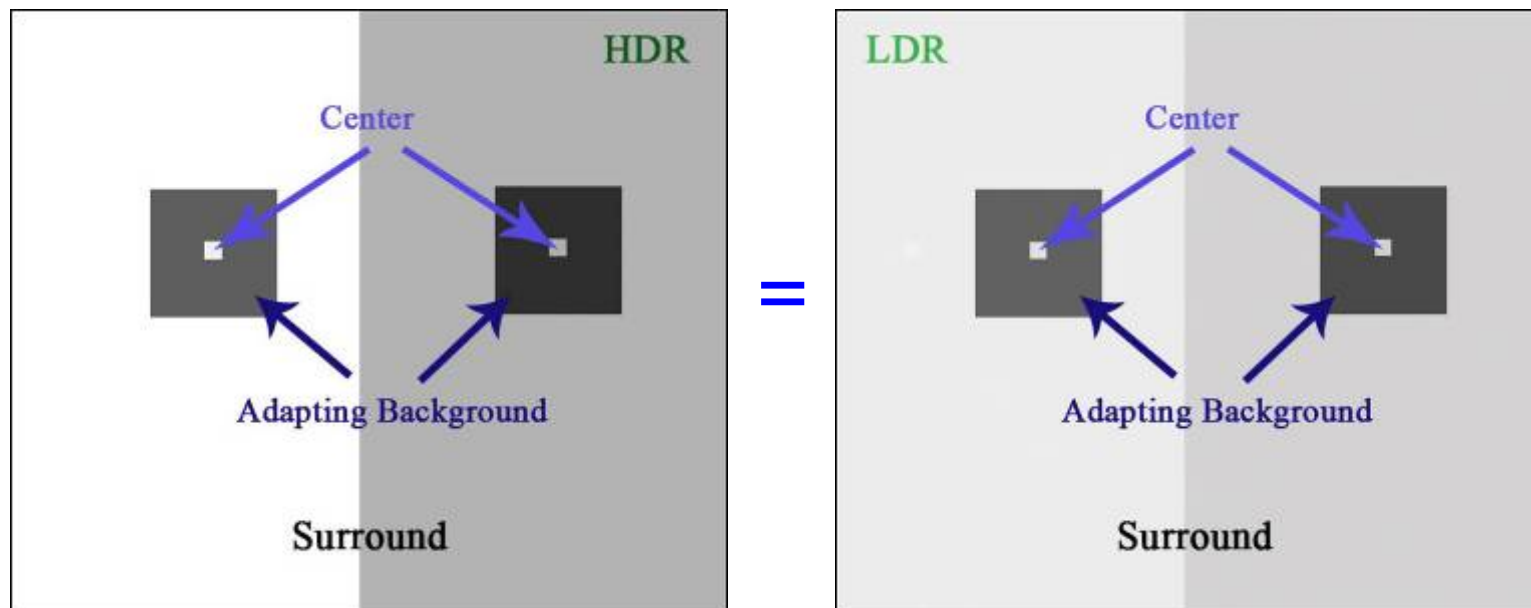 HDR
Center
Adapting Background
Surround
=
LDR
Center
Adapting Background
Surround